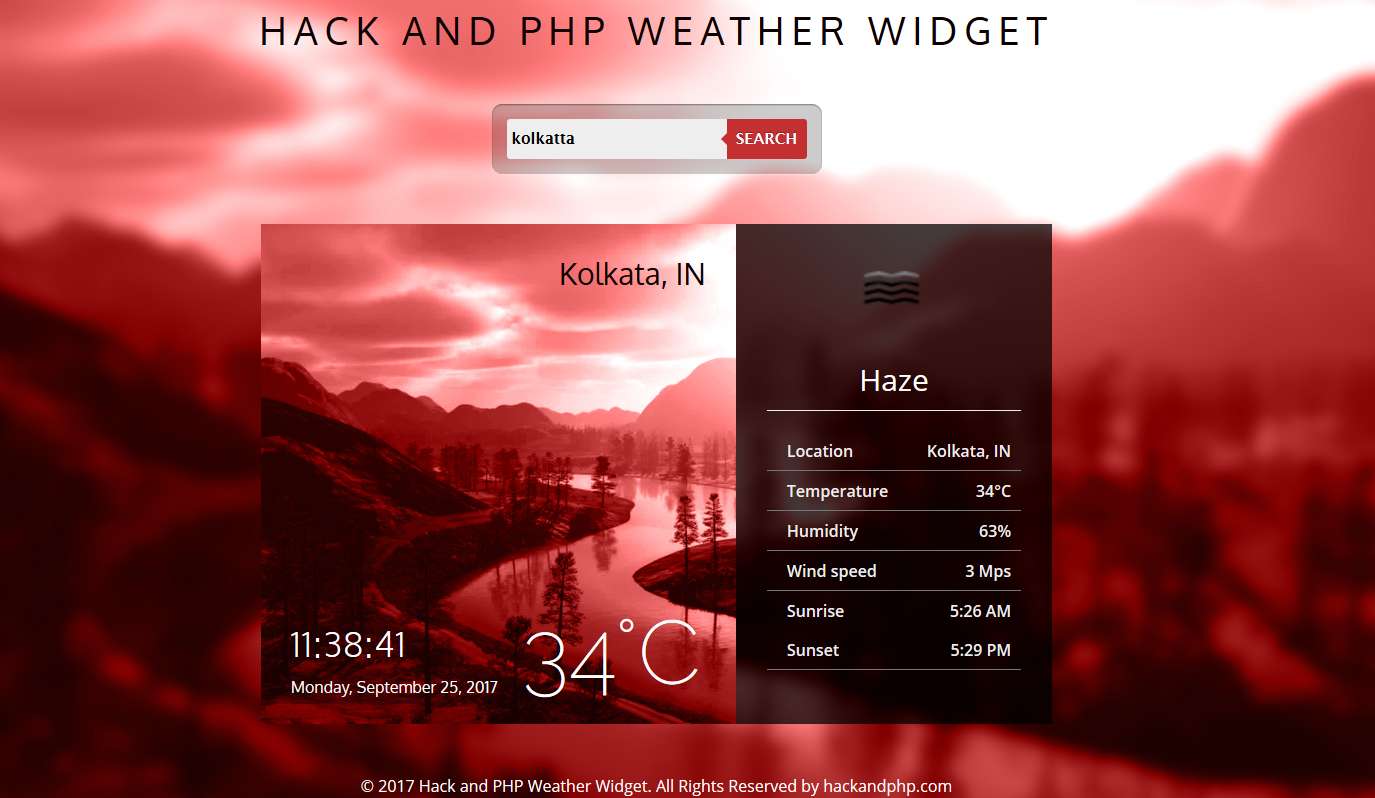 HACK AND PHP WEATHER WIDGET
kolkatta SEARCH
Kolkata, IN
11:38:41
Monday, September 25, 2017
34°C
Haze
Location Kolkata, IN
Temperature 34°C
Humidity 63%
Wind speed 3 Mps
Sunrise 5:26 AM
Sunset 5:29 PM
© 2017 Hack and PHP Weather Widget. All Rights Reserved by hackandphp.com